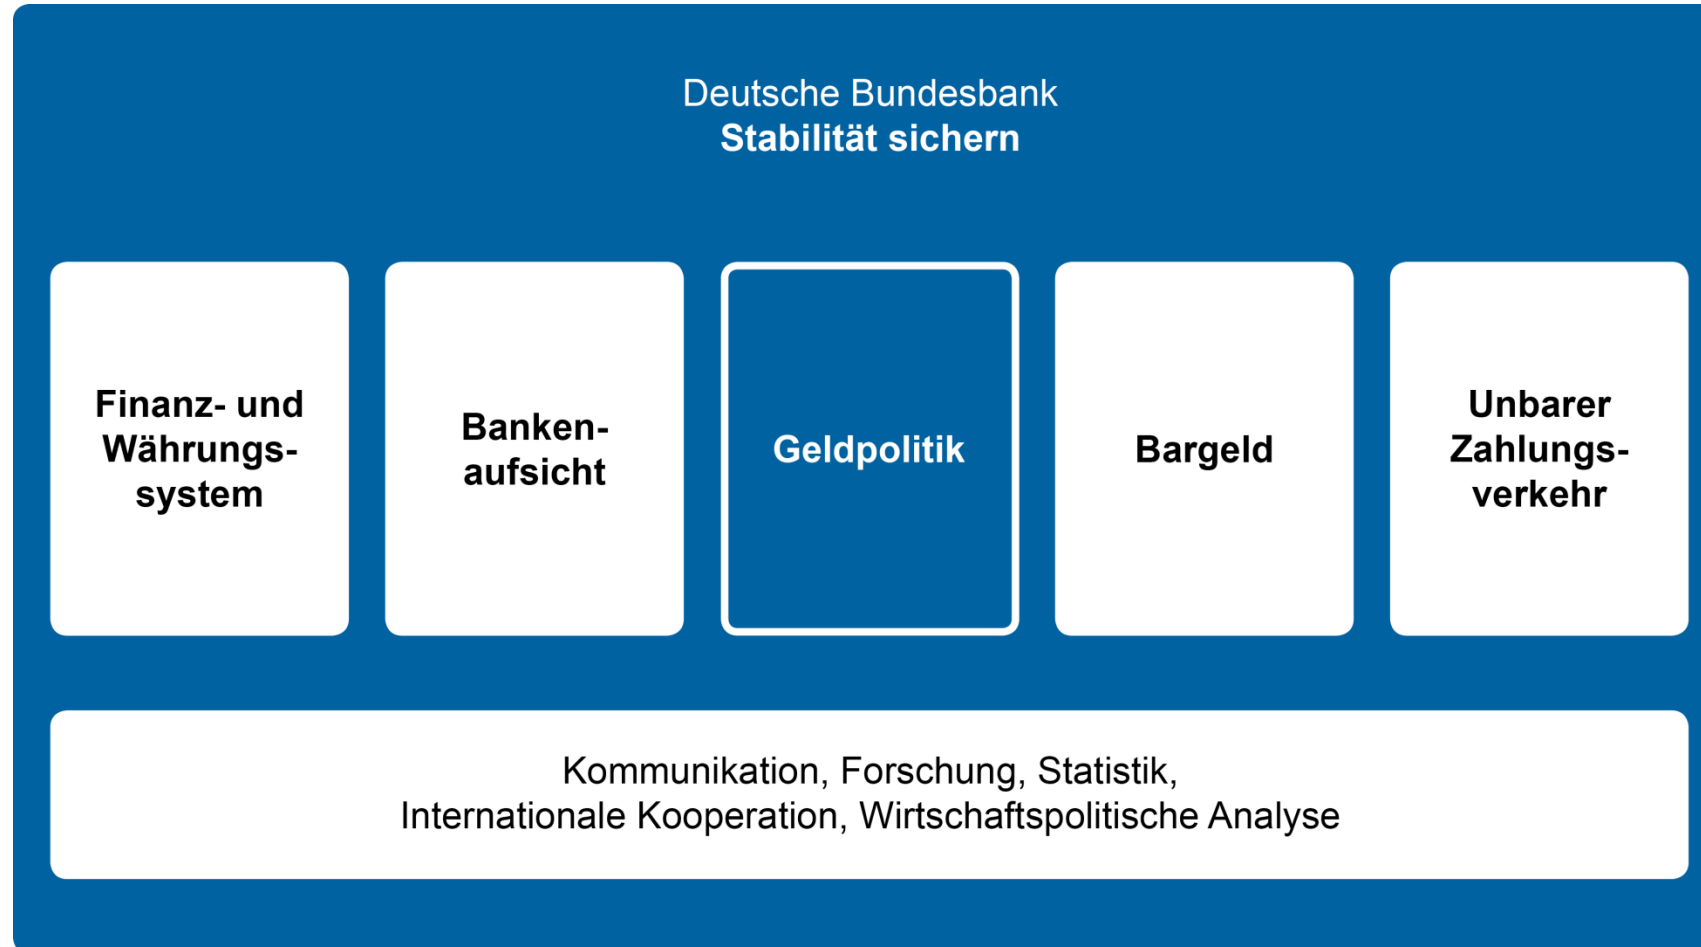 Deutsche Bundesbank
Stabilität sichern
Finanz- und
Währungs-
system
Banken-
aufsicht
Geldpolitik
Bargeld
Unbarer
Zahlungs-
verkehr
Kommunikation, Forschung, Statistik,
Internationale Kooperation, Wirtschaftspolitische Analyse